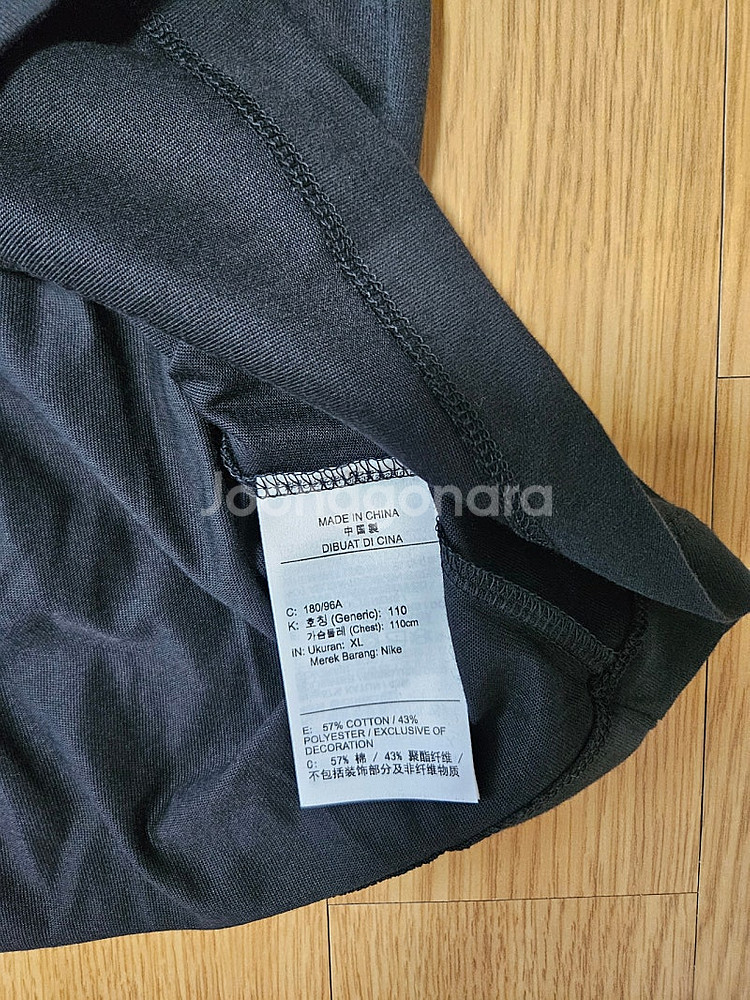 Joonggonara
MADE IN CHINA
中国製
DIBUAT DI CINA
C: 180/96A
K: 호칭 (Generic): 110
가슴둘레 (Chest): 110cm
IN: Ukuran: XL
Merek Barang: Nike
E: 57% COTTON / 43%
POLYESTER / EXCLUSIVE OF
DECORATION
C: 57% 棉 / 43% 聚酯纤维 /
不包括装饰部分及非纤维物质